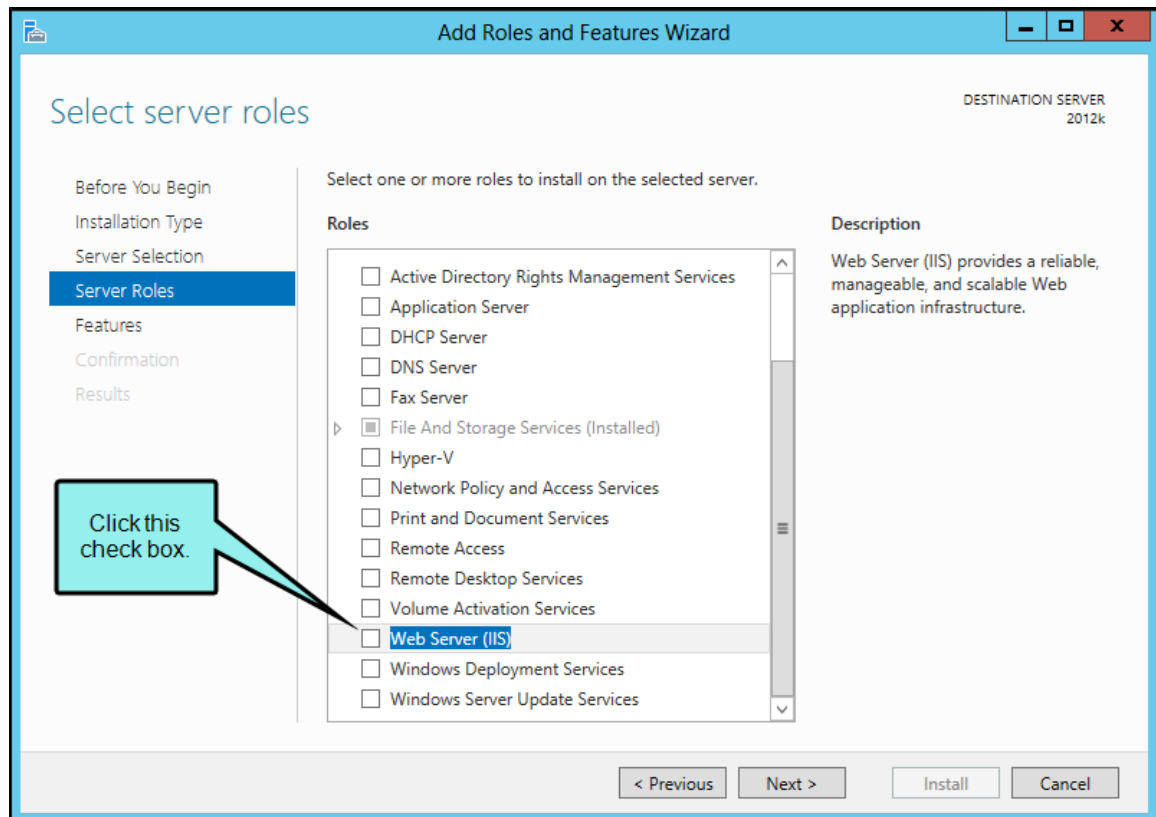 Add Roles and Features Wizard
Select server roles
DESTINATION SERVER
2012k
Before You Begin
Installation Type
Server Selection
Server Roles
Features
Confirmation
Results
Select one or more roles to install on the selected server.
Roles
Active Directory Rights Management Services
Application Server
DHCP Server
DNS Server
Fax Server
File And Storage Services (Installed)
Hyper-V
Network Policy and Access Services
Print and Document Services
Remote Access
Remote Desktop Services
Volume Activation Services
Web Server (IIS)
Windows Deployment Services
Windows Server Update Services
Description
Web Server (IIS) provides a reliable,
manageable, and scalable Web
application infrastructure.
Click this
check box.
< Previous
Next >
Install
Cancel